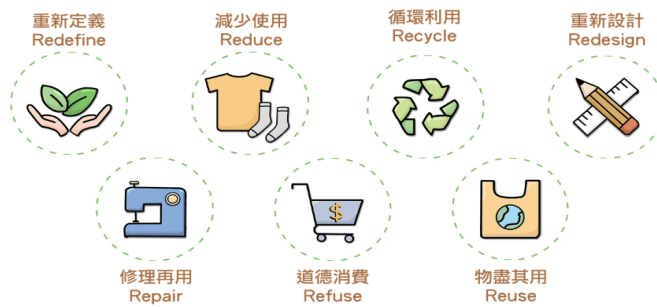 重新定義
Redefine
減少使用
Reduce
循環利用
Recycle
重新設計
Redesign
修理再用
Repair
道德消費
Refuse
物盡其用
Reuse
$